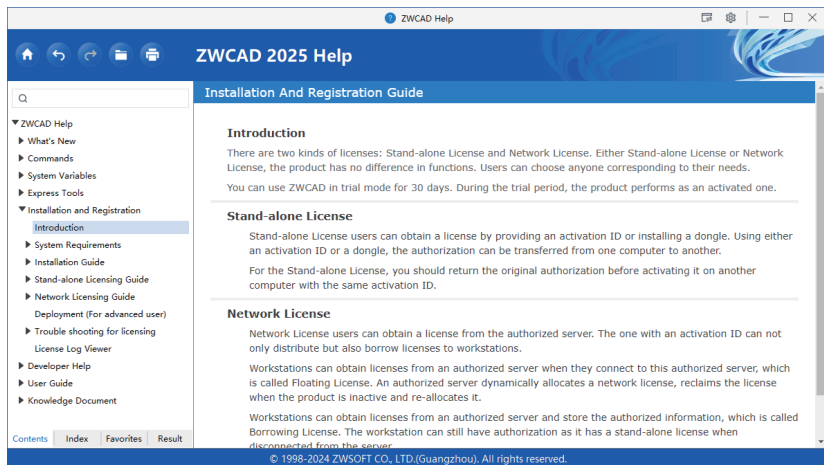 ZWCAD Help
ZWCAD 2025 Help
Installation And Registration Guide
ZWCAD Help
What's New
Commands
System Variables
Express Tools
Installation and Registration
Introduction
System Requirements
Installation Guide
Stand-alone Licensing Guide
Network Licensing Guide
Deployment (For advanced user)
Trouble shooting for licensing
License Log Viewer
Developer Help
User Guide
Knowledge Document
Contents Index Favorites Result
Introduction
There are two kinds of licenses: Stand-alone License and Network License. Either Stand-alone License or Network
License, the product has no difference in functions. Users can choose anyone corresponding to their needs.
You can use ZWCAD in trial mode for 30 days. During the trial period, the product performs as an activated one.
Stand-alone License
Stand-alone License users can obtain a license by providing an activation ID or installing a dongle. Using either
an activation ID or a dongle, the authorization can be transferred from one computer to another.
For the Stand-alone License, you should return the original authorization before activating it on another
computer with the same activation ID.
Network License
Network License users can obtain a license from the authorized server. The one with an activation ID can not
only distribute but also borrow licenses to workstations.
Workstations can obtain licenses from an authorized server when they connect to this authorized server, which
is called Floating License. An authorized server dynamically allocates a network license, reclaims the license
when the product is inactive and re-allocates it.
Workstations can obtain licenses from an authorized server and store the authorized information, which is called
Borrowing License. The workstation can still have authorization as it has a stand-alone license when
disconnected from the server.
© 1998-2024 ZWSOFT CO., LTD.(Guangzhou). All rights reserved.